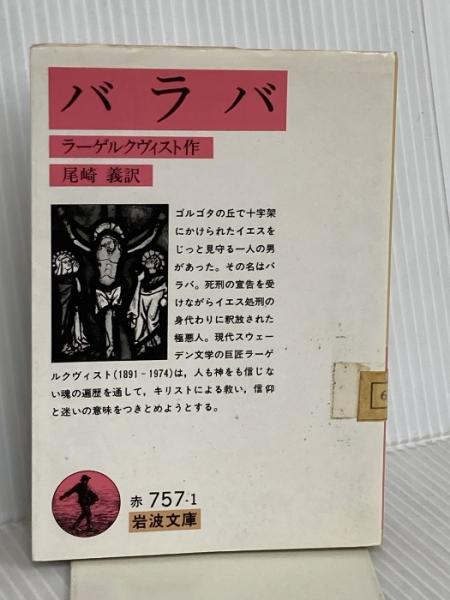 バラバ
ラーゲルクヴィスト作
尾崎 義訳
ゴルゴタの丘で十字架
にかけられたイエスを
じっと見守る一人の男
があった。その名はバ
ラバ。死刑の宣告を受
けながらイエス処刑の
身代わりに釈放された
極悪人。現代スウェー
デン文学の巨匠ラーゲ
ルクヴィスト(1891-1974)は，人も神をも信じな
い魂の遍歴を通して，キリストによる救い，信仰
と迷いの意味をつきとめようとする。
6
赤 757-1
岩波文庫